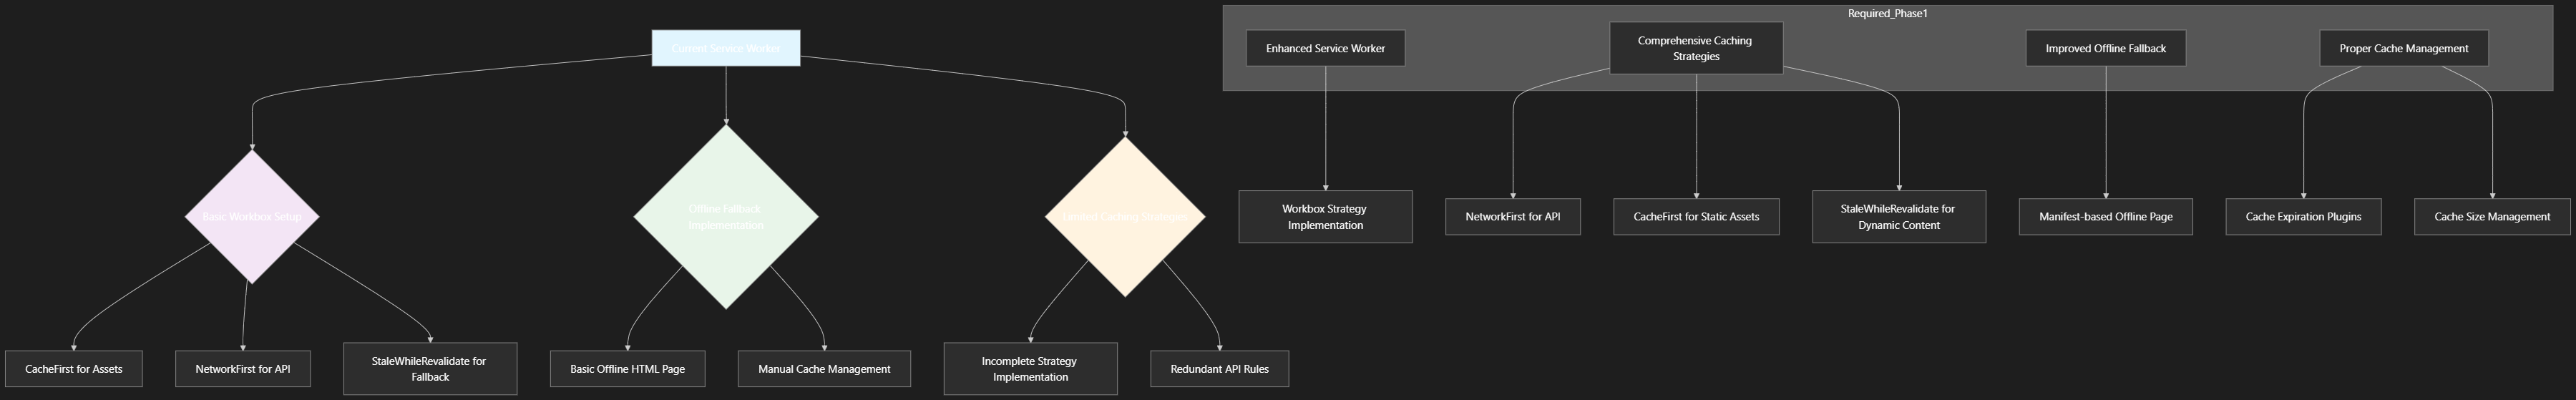 Current Service Worker
Basic Workbox Setup
Offline Fallback
Implementation
Limited Caching Strategies
CacheFirst for Assets
NetworkFirst for API
StaleWhileRevalidate for
Fallback
Basic Offline HTML Page
Manual Cache Management
Incomplete Strategy
Implementation
Redundant API Rules
Required_Phase1
Enhanced Service Worker
Comprehensive Caching
Strategies
Improved Offline Fallback
Proper Cache Management
Workbox Strategy
Implementation
NetworkFirst for API
CacheFirst for Static Assets
StaleWhileRevalidate for
Dynamic Content
Manifest-based Offline Page
Cache Expiration Plugins
Cache Size Management